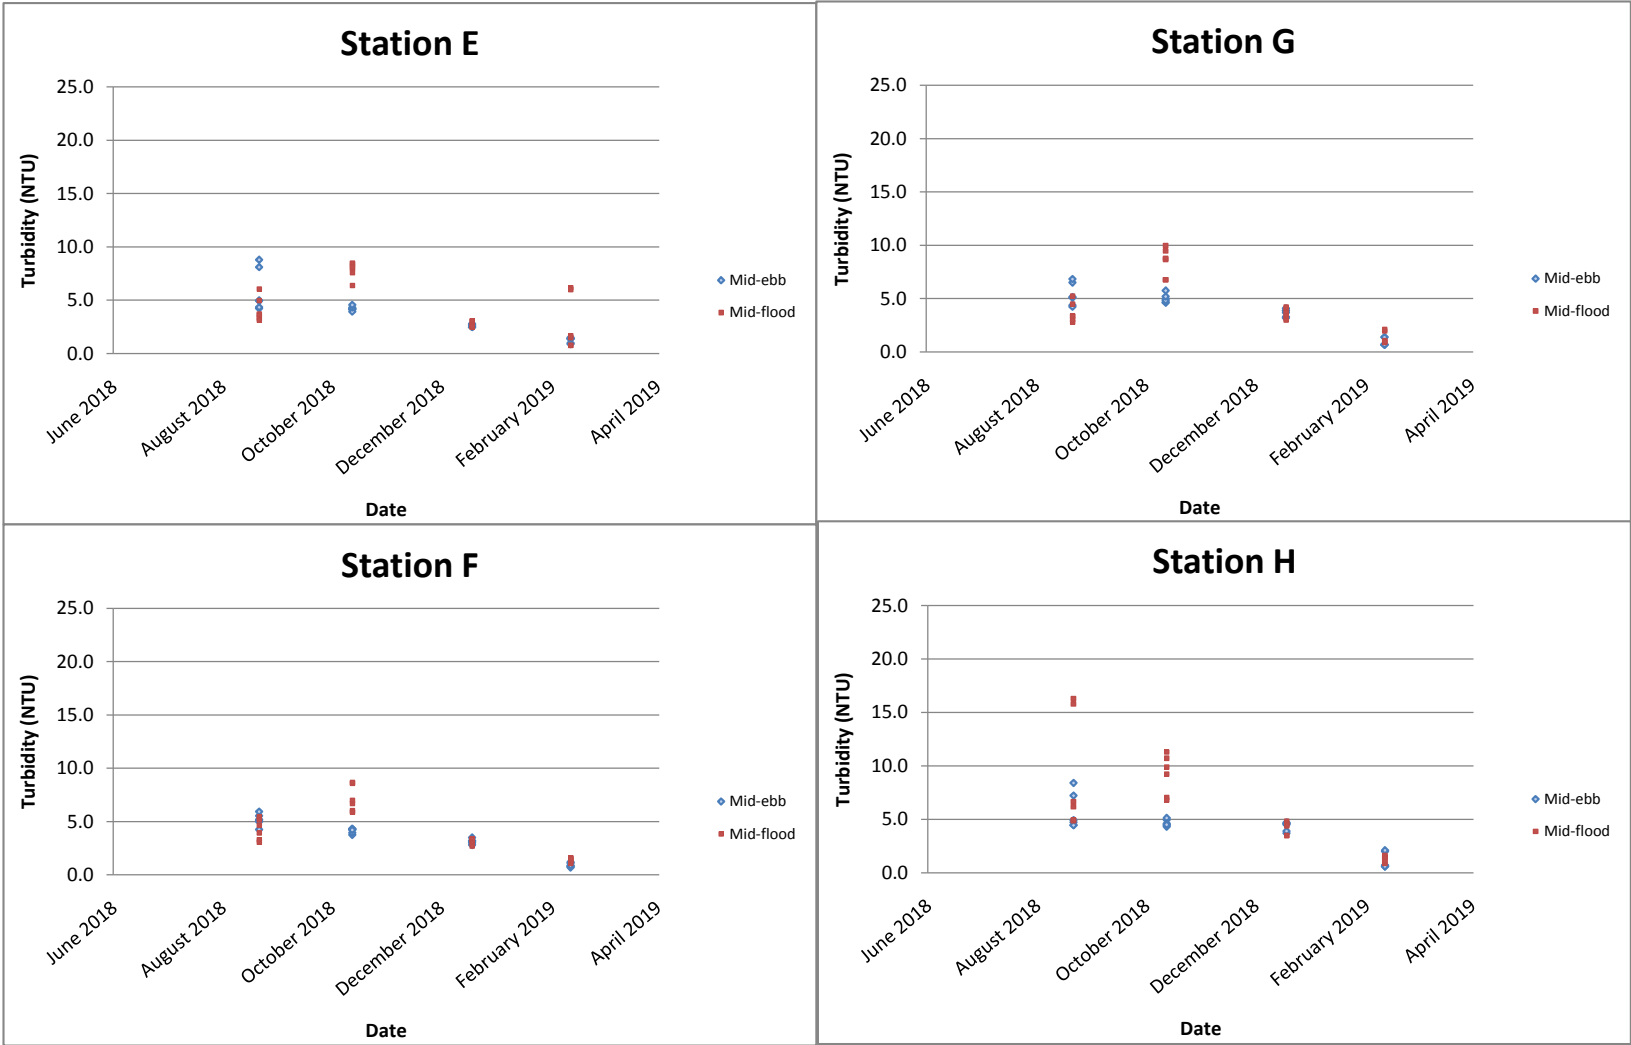 Station E
Turbidity (NTU)
25.0
20.0
15.0
10.0
5.0
0.0
June 2018
August 2018
October 2018
December 2018
February 2019
April 2019
Date
Mid-ebb
Mid-flood
Station G
Turbidity (NTU)
25.0
20.0
15.0
10.0
5.0
0.0
June 2018
August 2018
October 2018
December 2018
February 2019
April 2019
Date
Mid-ebb
Mid-flood
Station F
Turbidity (NTU)
25.0
20.0
15.0
10.0
5.0
0.0
June 2018
August 2018
October 2018
December 2018
February 2019
April 2019
Date
Mid-ebb
Mid-flood
Station H
Turbidity (NTU)
25.0
20.0
15.0
10.0
5.0
0.0
June 2018
August 2018
October 2018
December 2018
February 2019
April 2019
Date
Mid-ebb
Mid-flood